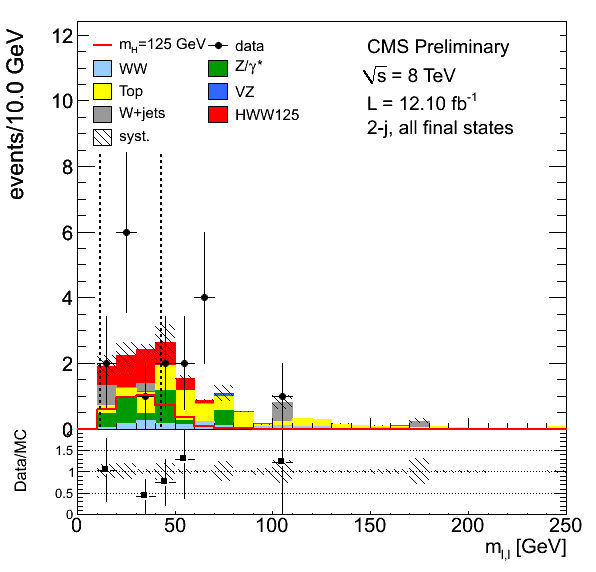 events/10.0 GeV
12
10
8
6
4
2
0
m_H=125 GeV
data
WW
Z/γ*
Top
VZ
W+jets
HWW125
syst.
CMS Preliminary
√s = 8 TeV
L = 12.10 fb⁻¹
2-j, all final states
Data/MC
2
1.5
1
0.5
0
0 50 100 150 200 250
m_l,l [GeV]